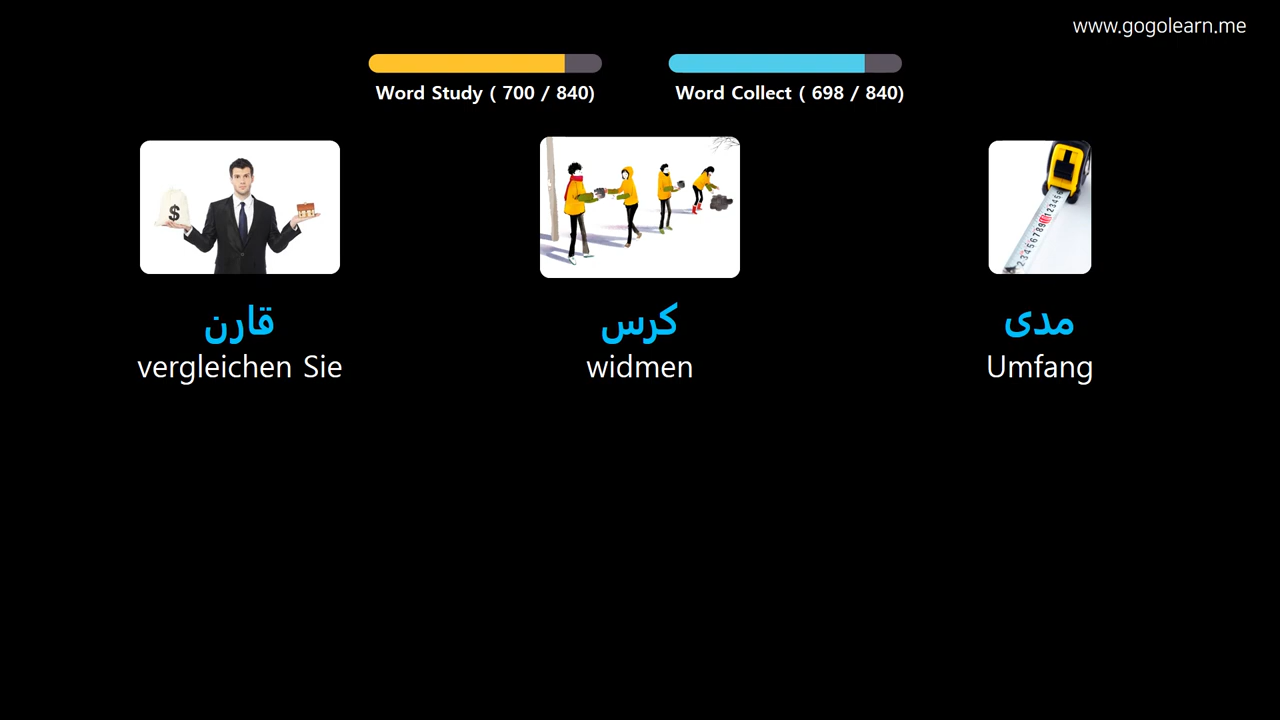 www.gogolearn.me
Word Study ( 700 / 840)
Word Collect ( 698 / 840)
قارن
vergleichen Sie
كرس
widmen
مدى
Umfang